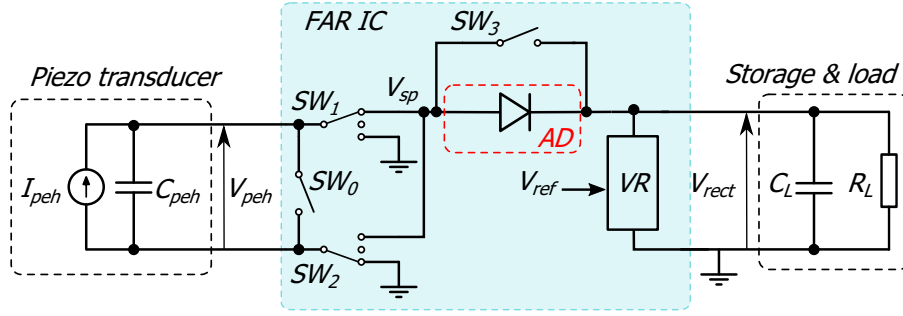 FAR IC
SW3
Piezo transducer
Storage & load
SW1
Vsp
AD
Ipeh
Cpeh
Vpeh
SW0
Vref
VR
Vrect
CL
RL
SW2